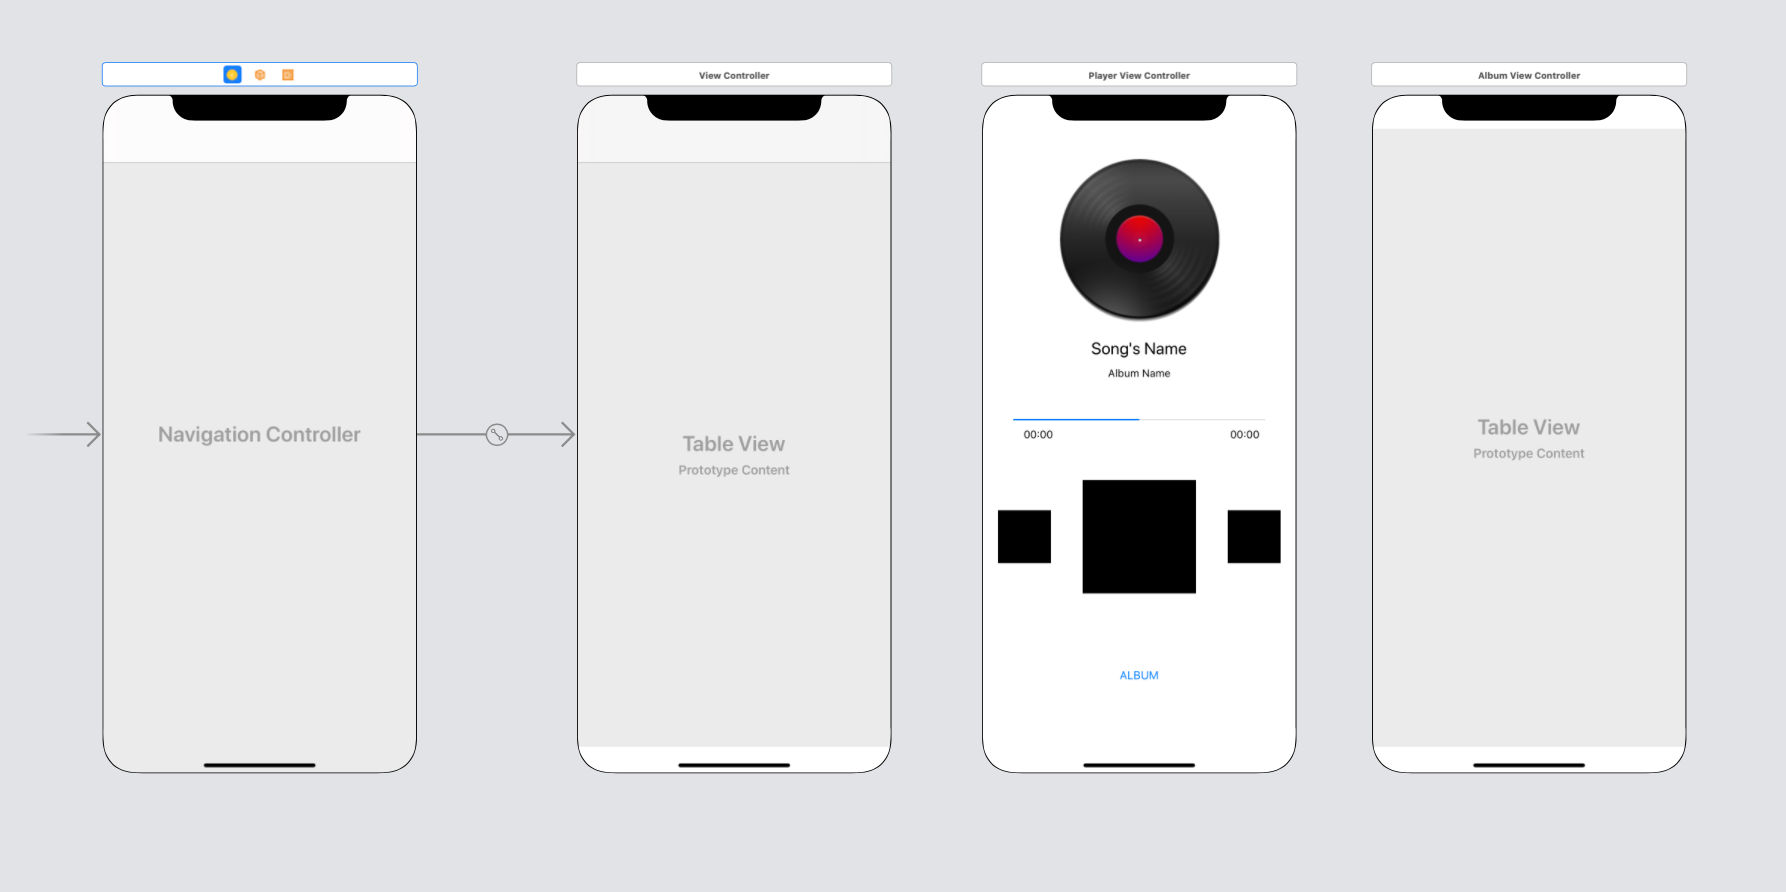 View Controller
Player View Controller
Album View Controller
Navigation Controller
Table View
Prototype Content
Song's Name
Album Name
00:00 00:00
ALBUM
Table View
Prototype Content